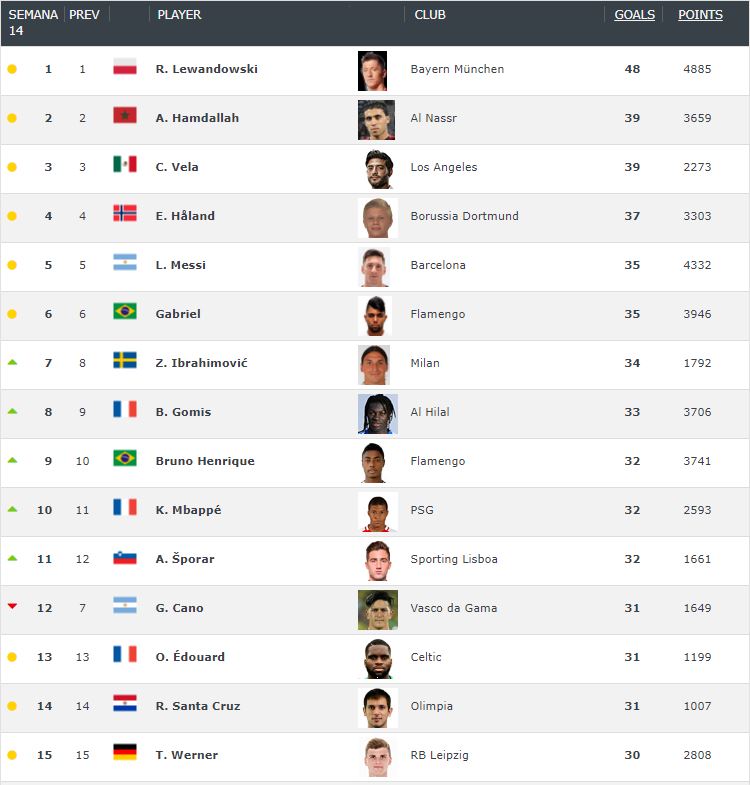 SEMANA 14 PREV PLAYER CLUB GOALS POINTS
1 1 R. Lewandowski Bayern München 48 4885
2 2 A. Hamdallah Al Nassr 39 3659
3 3 C. Vela Los Angeles 39 2273
4 4 E. Håland Borussia Dortmund 37 3303
5 5 L. Messi Barcelona 35 4332
6 6 Gabriel Flamengo 35 3946
7 8 Z. Ibrahimović Milan 34 1792
8 9 B. Gomis Al Hilal 33 3706
9 10 Bruno Henrique Flamengo 32 3741
10 11 K. Mbappé PSG 32 2593
11 12 A. Šporar Sporting Lisboa 32 1661
12 7 G. Cano Vasco da Gama 31 1649
13 13 O. Édouard Celtic 31 1199
14 14 R. Santa Cruz Olimpia 31 1007
15 15 T. Werner RB Leipzig 30 2808